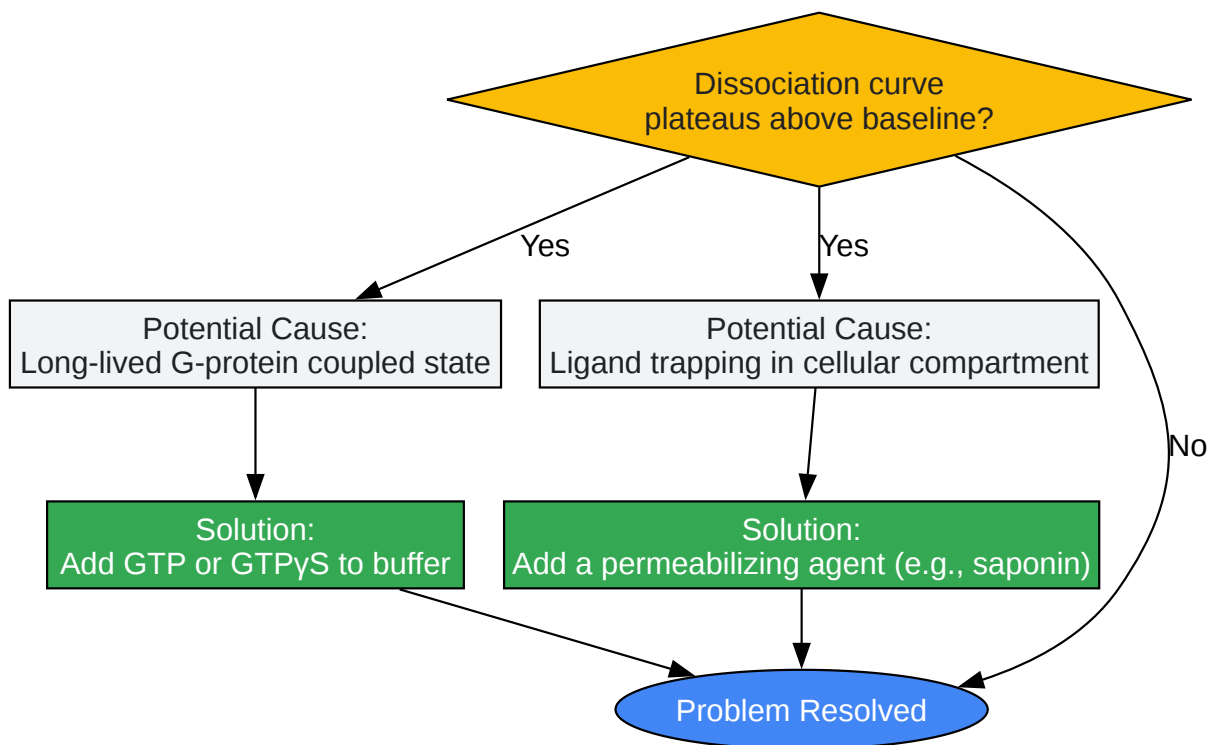 Dissociation curve
plateaus above baseline?
Yes
Yes
Potential Cause:
Long-lived G-protein coupled state
Potential Cause:
Ligand trapping in cellular compartment
No
Solution:
Add GTP or GTPγS to buffer
Solution:
Add a permeabilizing agent (e.g., saponin)
Problem Resolved